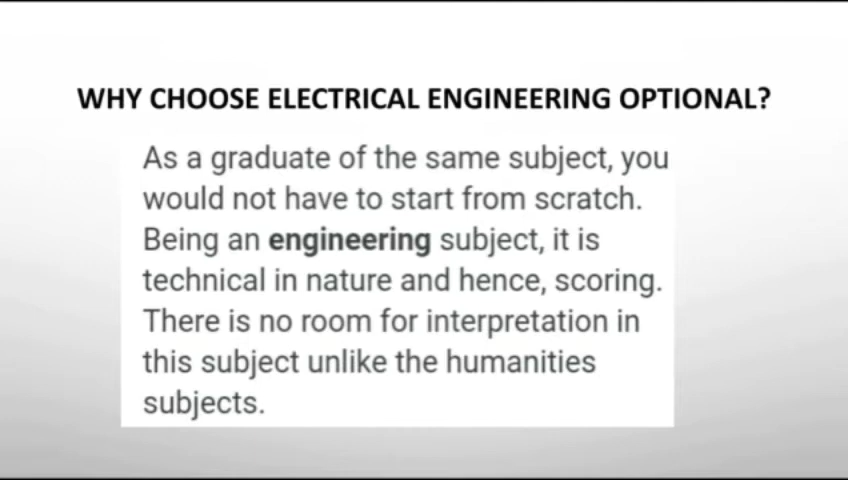 WHY CHOOSE ELECTRICAL ENGINEERING OPTIONAL?
As a graduate of the same subject, you
would not have to start from scratch.
Being an engineering subject, it is
technical in nature and hence, scoring.
There is no room for interpretation in
this subject unlike the humanities
subjects.